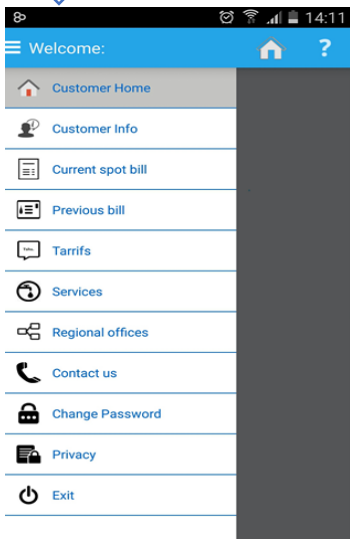 14:11
Welcome:
?
Customer Home
Customer Info
Current spot bill
Previous bill
Tarrifs
Services
Regional offices
Contact us
Change Password
Privacy
Exit